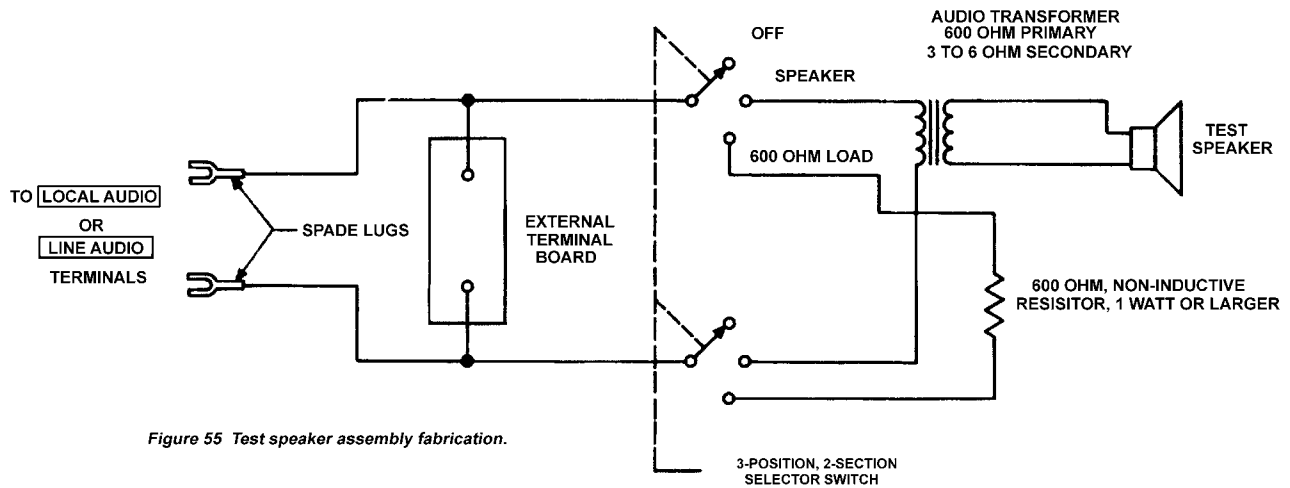 OFF
AUDIO TRANSFORMER
600 OHM PRIMARY
3 TO 6 OHM SECONDARY
SPEAKER
600 OHM LOAD
TEST
SPEAKER
TO LOCAL AUDIO
OR
LINE AUDIO
TERMINALS
SPADE LUGS
EXTERNAL
TERMINAL
BOARD
600 OHM, NON-INDUCTIVE
RESISITOR, 1 WATT OR LARGER
Figure 55 Test speaker assembly fabrication.
3-POSITION, 2-SECTION
SELECTOR SWITCH